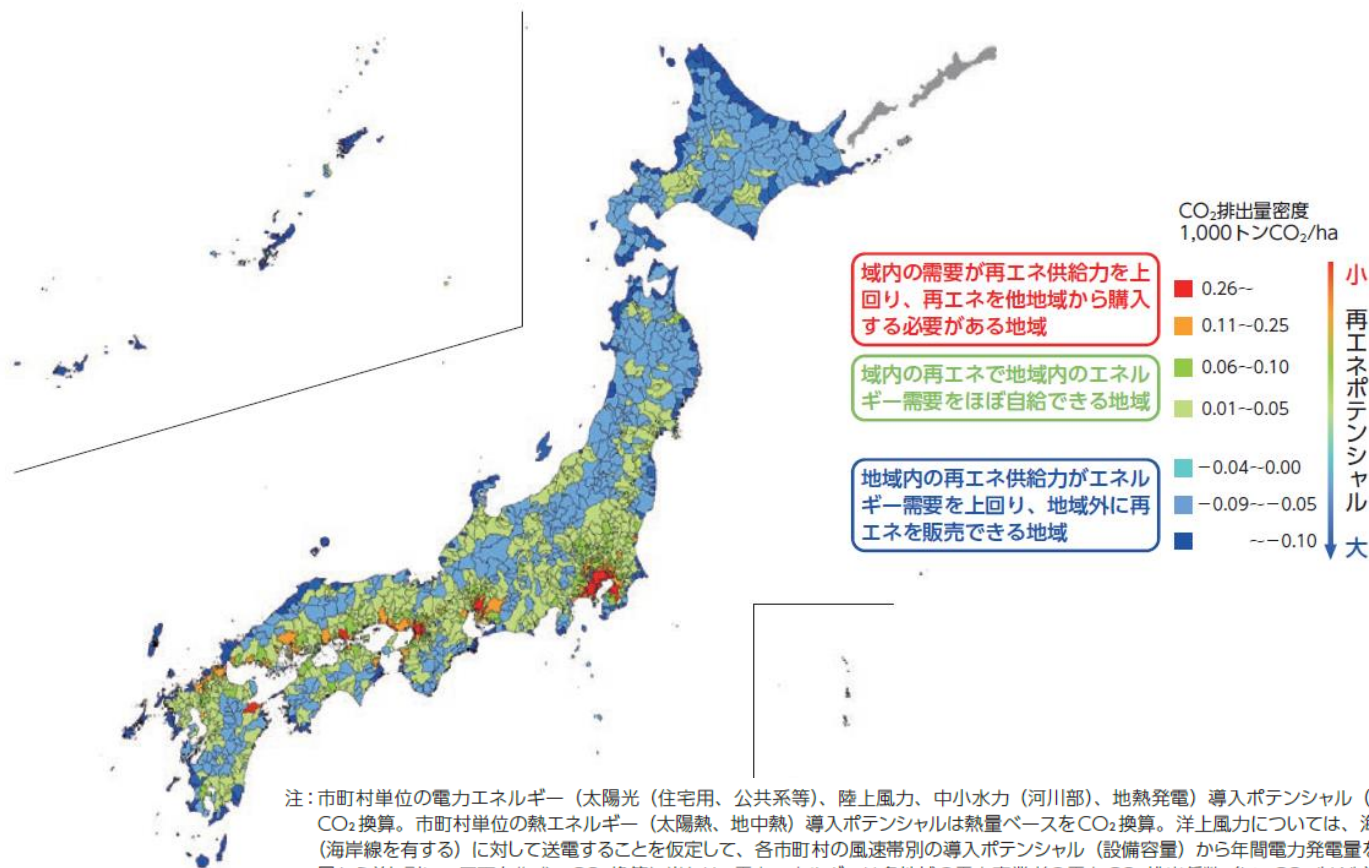 CO₂排出量密度
1,000トンCO₂/ha
域内の需要が再エネ供給力を上
回り、再エネを他地域から購入
する必要がある地域
域内の再エネで地域内のエネル
ギー需要をほぼ自給できる地域
地域内の再エネ供給力がエネル
ギー需要を上回り、地域外に再
エネを販売できる地域
0.26~
0.11~0.25
0.06~0.10
0.01~0.05
−0.04~0.00
−0.09~−0.05
~−0.10
小
再エネポテンシャル
大
注：市町村単位の電力エネルギー（太陽光（住宅用、公共系等）、陸上風力、中小水力（河川部）、地熱発電）導入ポテンシャル（
CO₂換算。市町村単位の熱エネルギー（太陽熱、地中熱）導入ポテンシャルは熱量ベースをCO₂換算。洋上風力については、
（海岸線を有する）に対して送電することを仮定して、各市町村の風速帯別の導入ポテンシャル（設備容量）から年間電力発電量